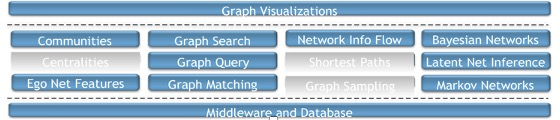 Graph Visualizations
Communities
Graph Search
Network Info Flow
Bayesian Networks
Centralities
Graph Query
Shortest Paths
Latent Net Inference
Ego Net Features
Graph Matching
Graph Sampling
Markov Networks
Middleware and Database